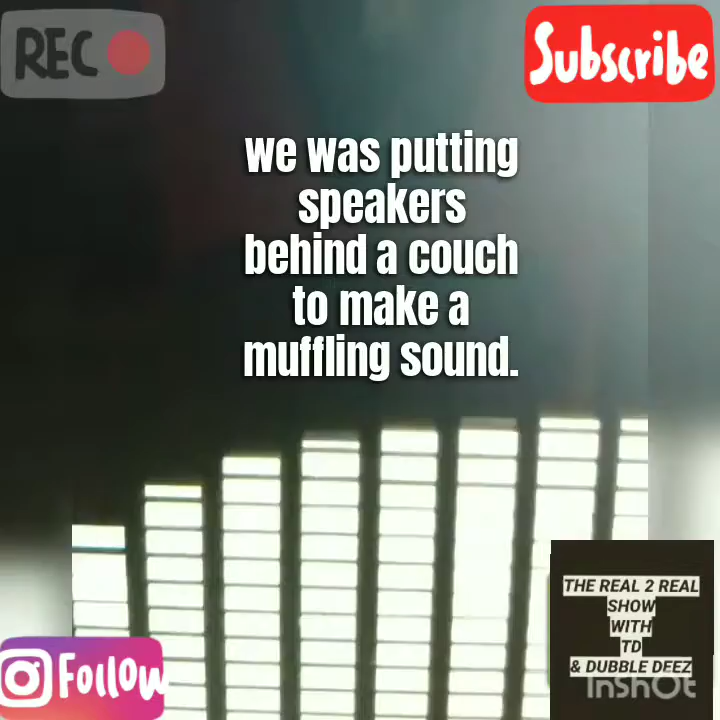 REC
Subscribe
we was putting
speakers
behind a couch
to make a
muffling sound.
THE REAL 2 REAL
SHOW
WITH
TD
& DUBBLE DEEZ
InShOt
Follow